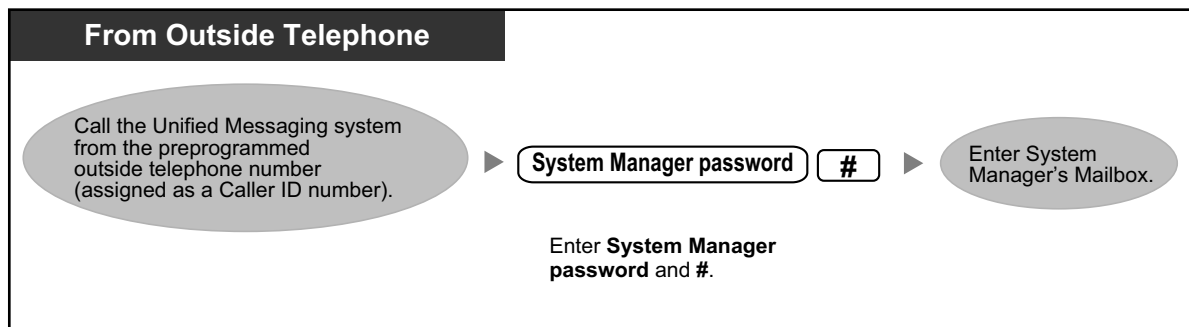 From Outside Telephone
Call the Unified Messaging system
from the preprogrammed
outside telephone number
(assigned as a Caller ID number).
System Manager password #
Enter System
Manager’s Mailbox.
Enter System Manager
password and #.